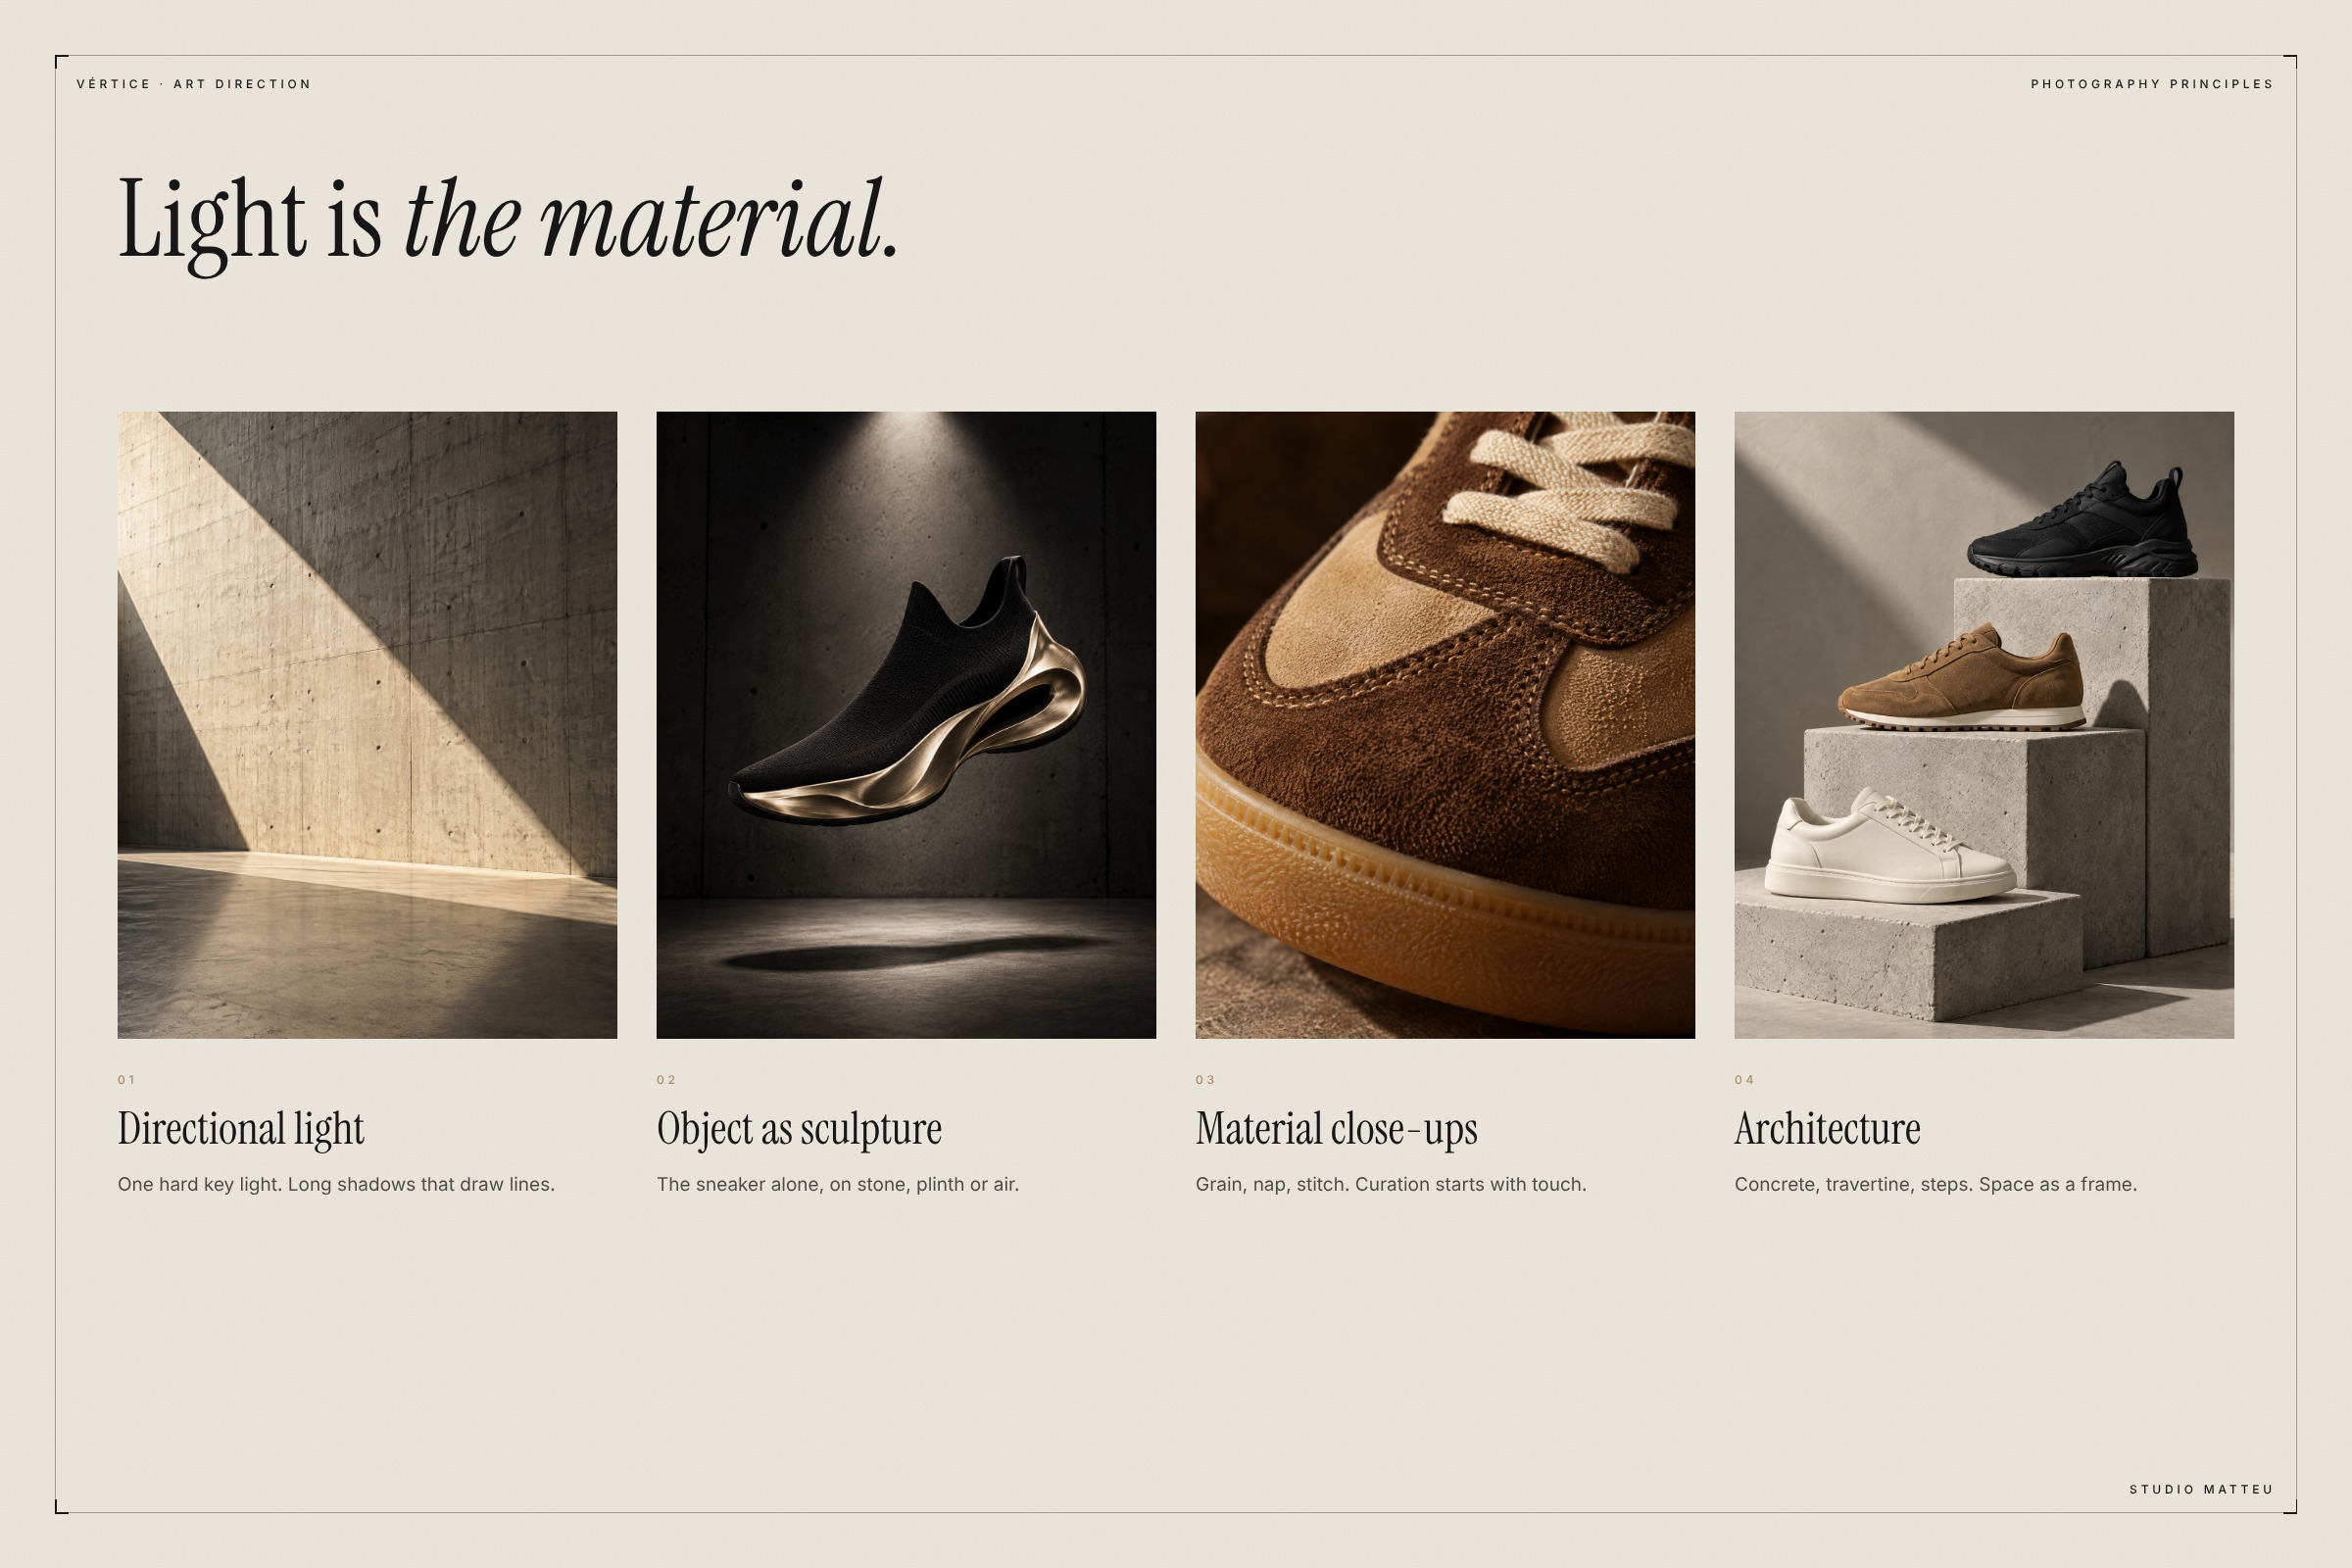 VÉRTICE · ART DIRECTION
PHOTOGRAPHY PRINCIPLES
Light is the material.
01
Directional light
One hard key light. Long shadows that draw lines.
02
Object as sculpture
The sneaker alone, on stone, plinth or air.
03
Material close-ups
Grain, nap, stitch. Curation starts with touch.
04
Architecture
Concrete, travertine, steps. Space as a frame.
STUDIO MATTEU